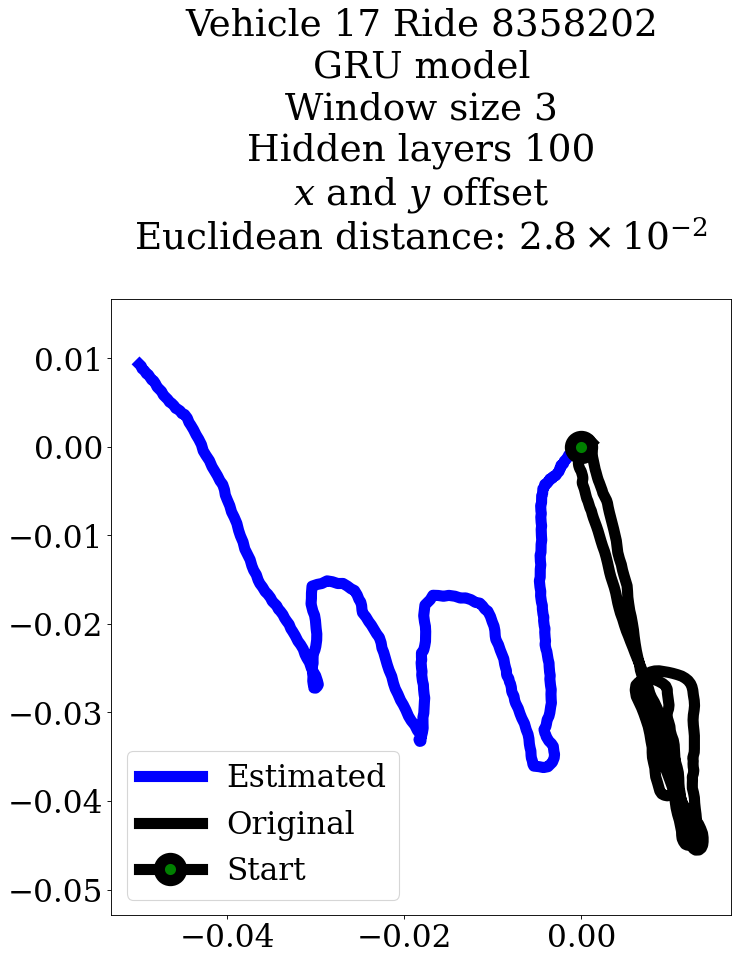 Vehicle 17 Ride 8358202
GRU model
Window size 3
Hidden layers 100
x and y offset
Euclidean distance: 2.8 × 10⁻²
0.01
0.00
−0.01
−0.02
−0.03
−0.04
−0.05
Estimated
Original
Start
−0.04
−0.02
0.00